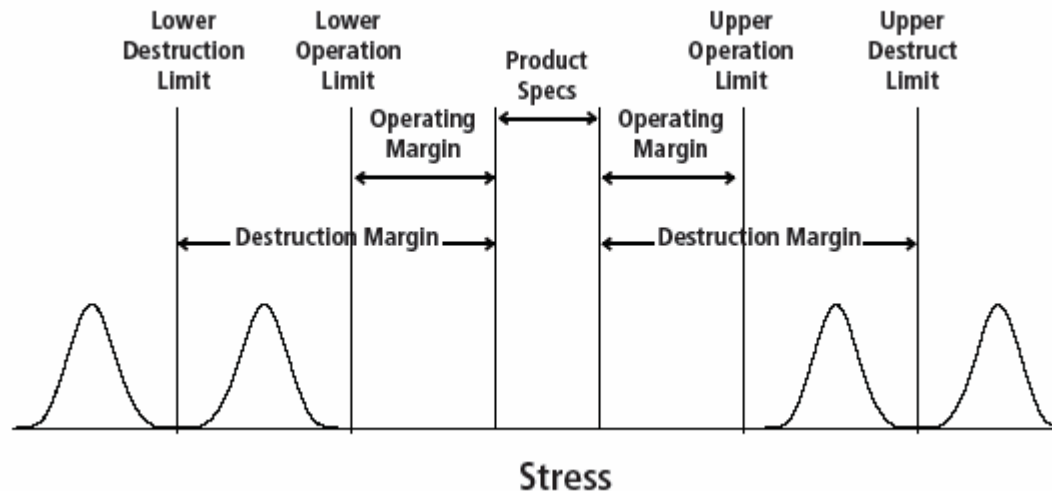 Lower
Destruction
Limit
Lower
Operation
Limit
Product
Specs
Upper
Operation
Limit
Upper
Destruct
Limit
Operating
Margin
Operating
Margin
Destruction Margin
Destruction Margin
Stress